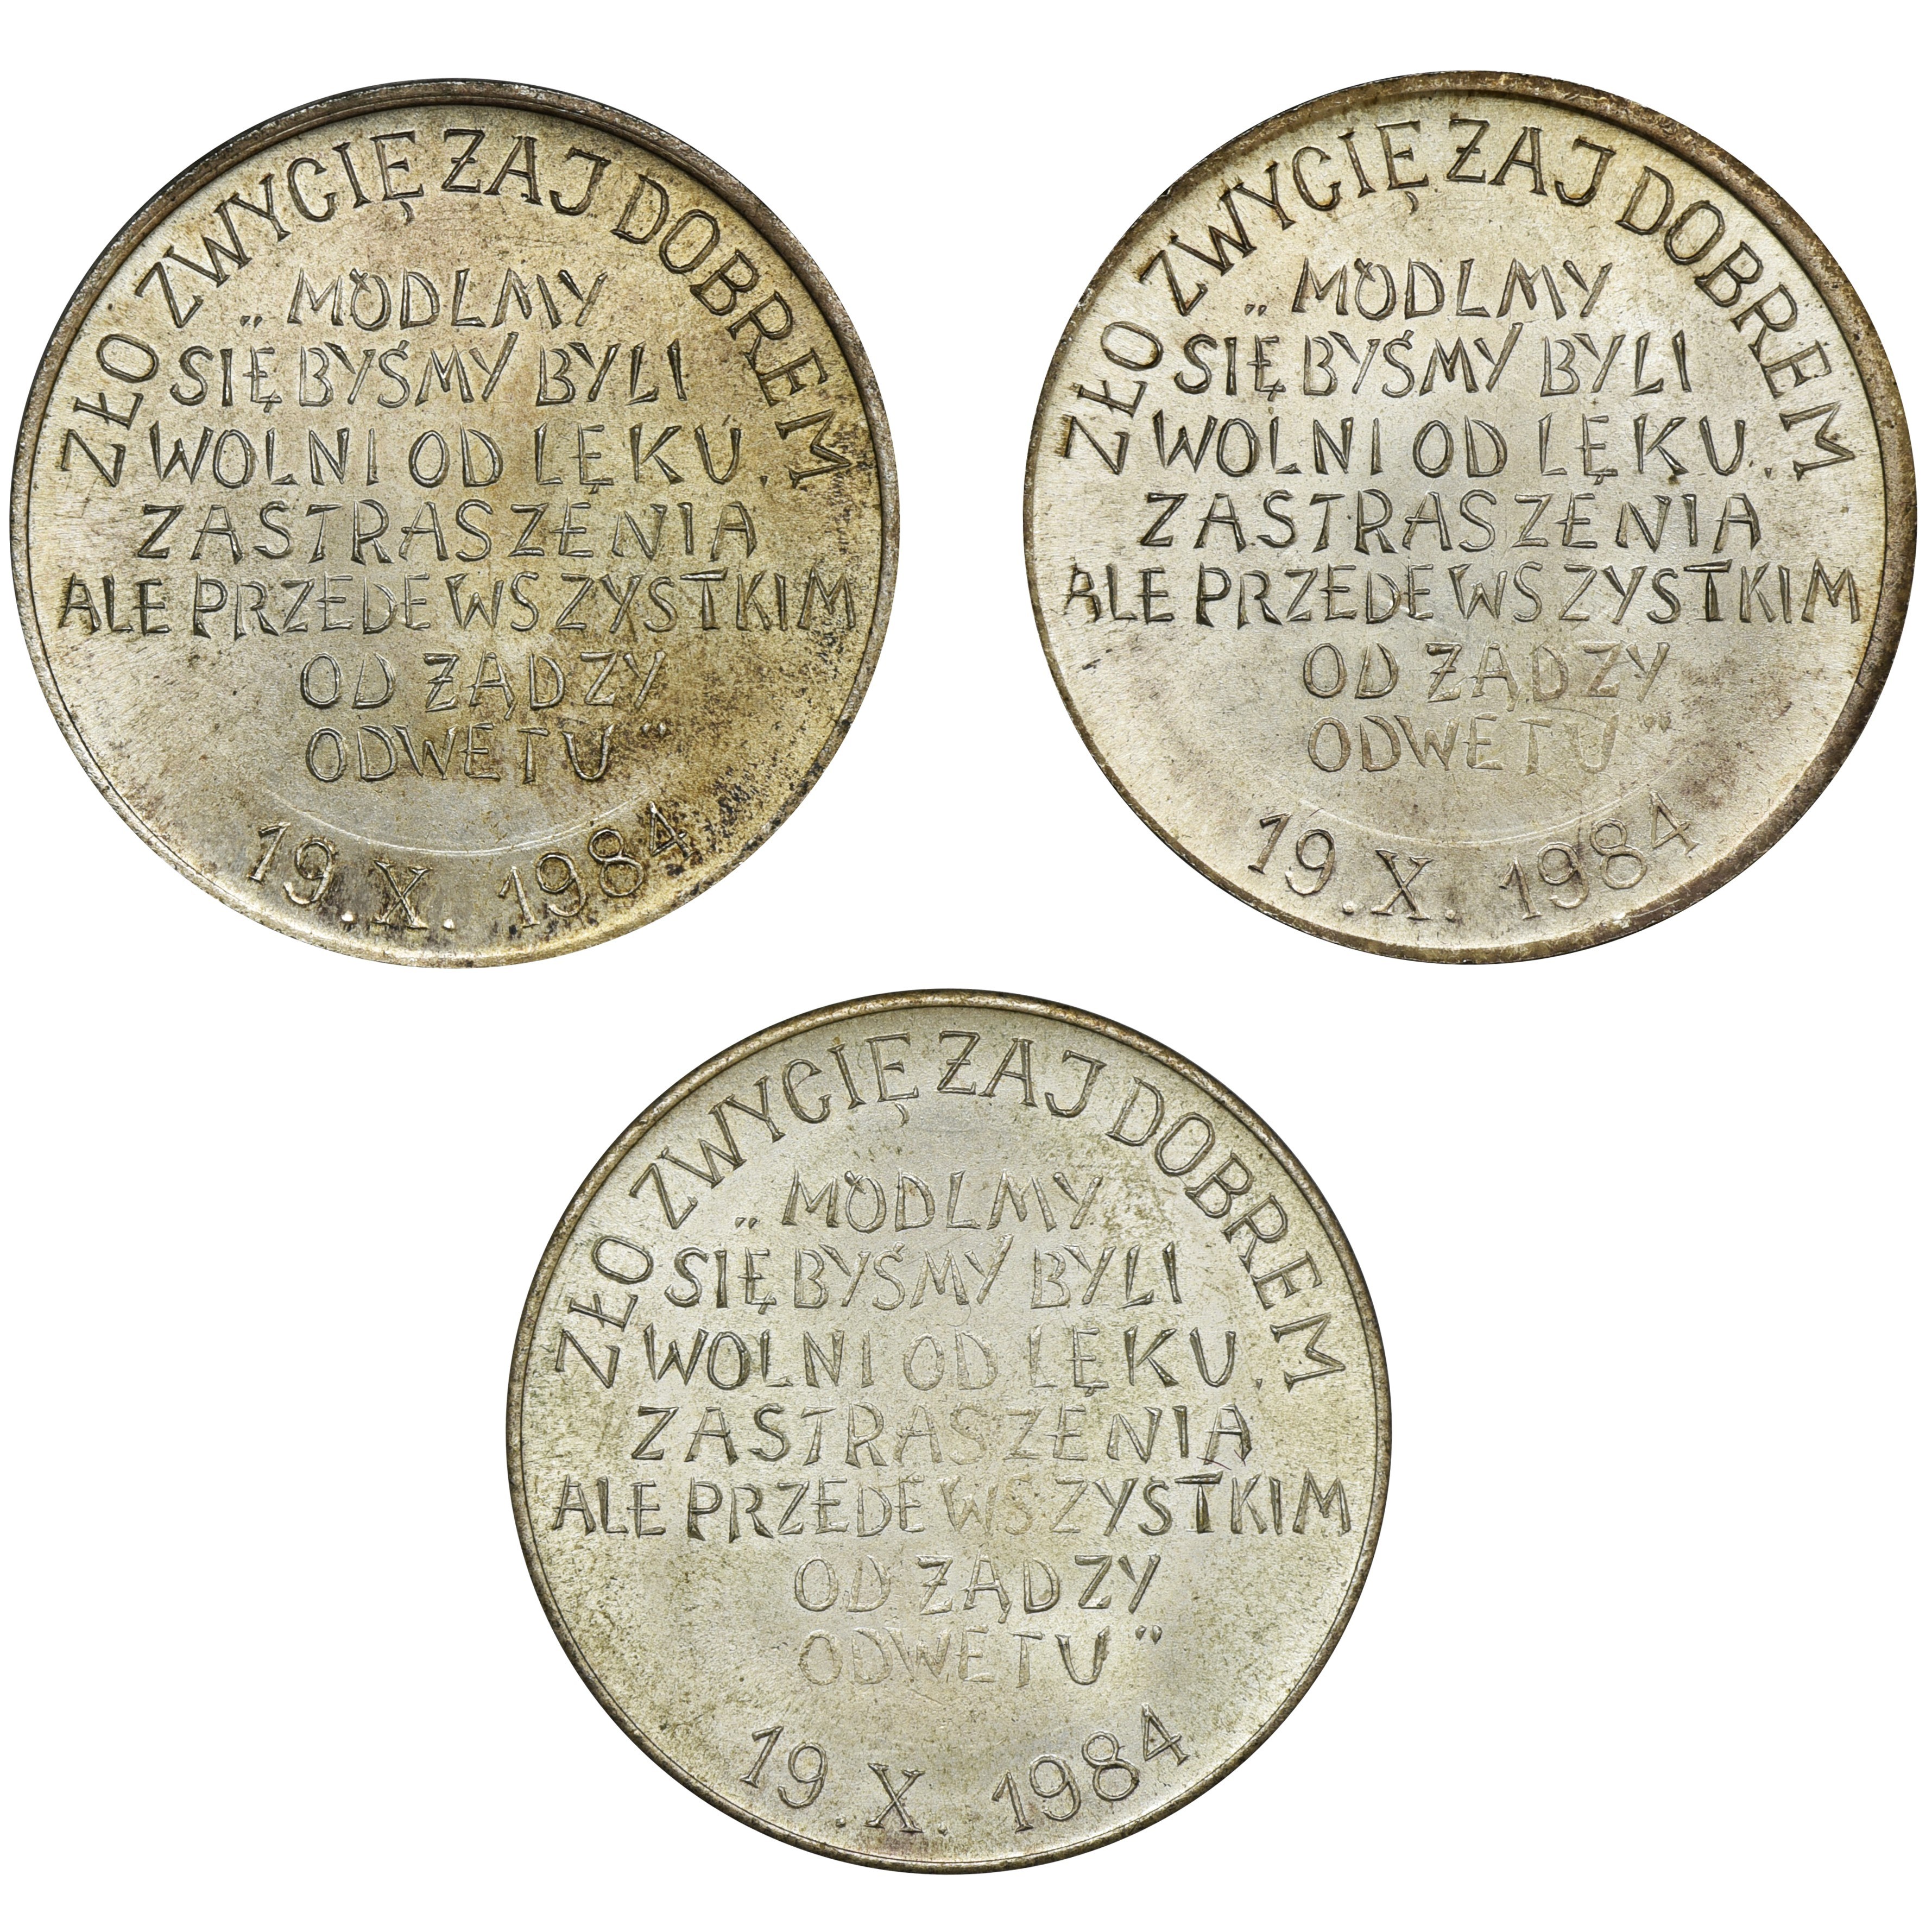 ZŁO ZWYCIĘŻAJ DOBREM
„MÓDLMY
SIĘ BYŚMY BYLI
WOLNI OD LĘKU,
ZASTRASZENIA
ALE PRZEDE WSZYSTKIM
OD ŻĄDZY
ODWETU”
19.X.1984
ZŁO ZWYCIĘŻAJ DOBREM
„MÓDLMY
SIĘ BYŚMY BYLI
WOLNI OD LĘKU,
ZASTRASZENIA
ALE PRZEDE WSZYSTKIM
OD ŻĄDZY
ODWETU”
19.X.1984
ZŁO ZWYCIĘŻAJ DOBREM
„MÓDLMY
SIĘ BYŚMY BYLI
WOLNI OD LĘKU,
ZASTRASZENIA
ALE PRZEDE WSZYSTKIM
OD ŻĄDZY
ODWETU”
19.X.1984